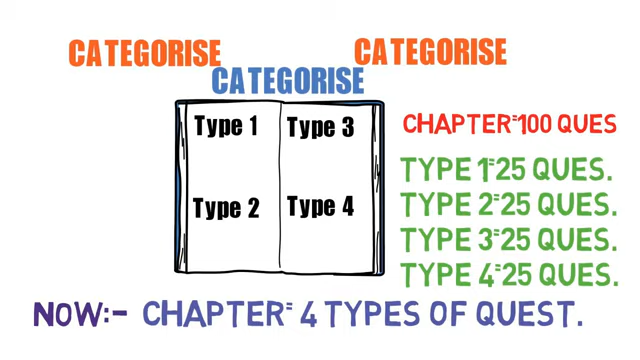 CATEGORISE
CATEGORISE
CATEGORISE
Type 1
Type 2
Type 3
Type 4
CHAPTER=100 QUES
TYPE 1=25 QUES.
TYPE 2=25 QUES.
TYPE 3=25 QUES.
TYPE 4=25 QUES.
NOW:- CHAPTER= 4 TYPES OF QUEST.